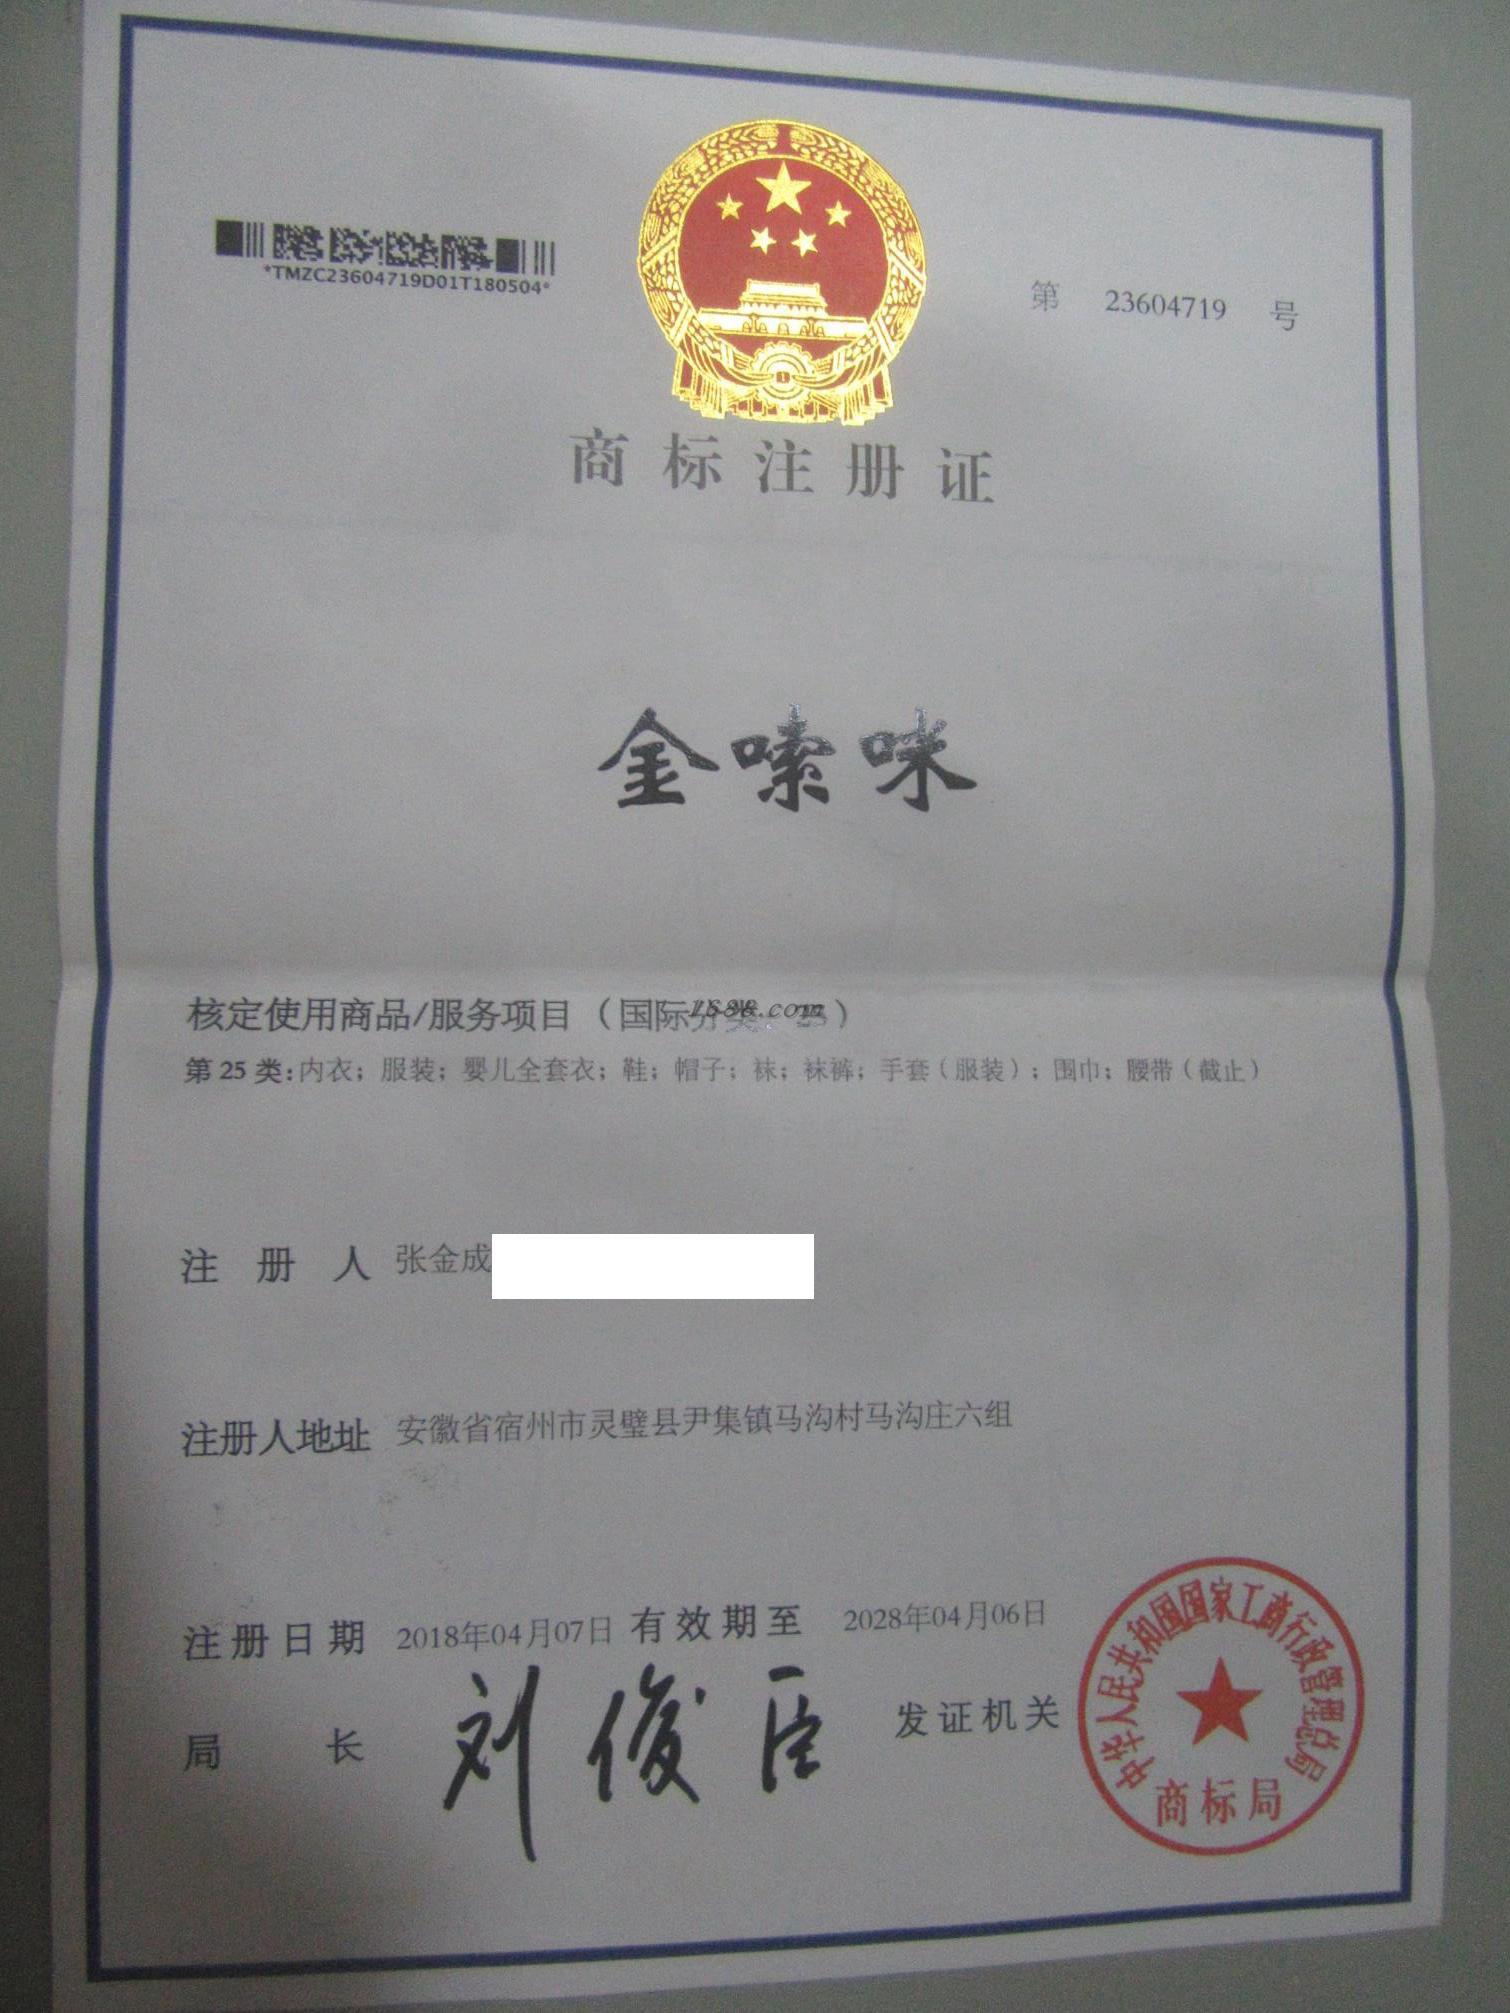 *TMZC23604719D01T180504*
第 23604719 号
商标注册证
金嗦咪
核定使用商品/服务项目（国际分类：25）
1688.com
第 25 类：内衣；服装；婴儿全套衣；鞋；帽子；袜；袜裤；手套（服装）；围巾；腰带（截止）
注册人 张金成
注册人地址 安徽省宿州市灵璧县尹集镇马沟村马沟庄六组
注册日期 2018年04月07日 有效期至 2028年04月06日
局长 刘俊臣 发证机关
中华人民共和国国家工商行政管理总局
商标局